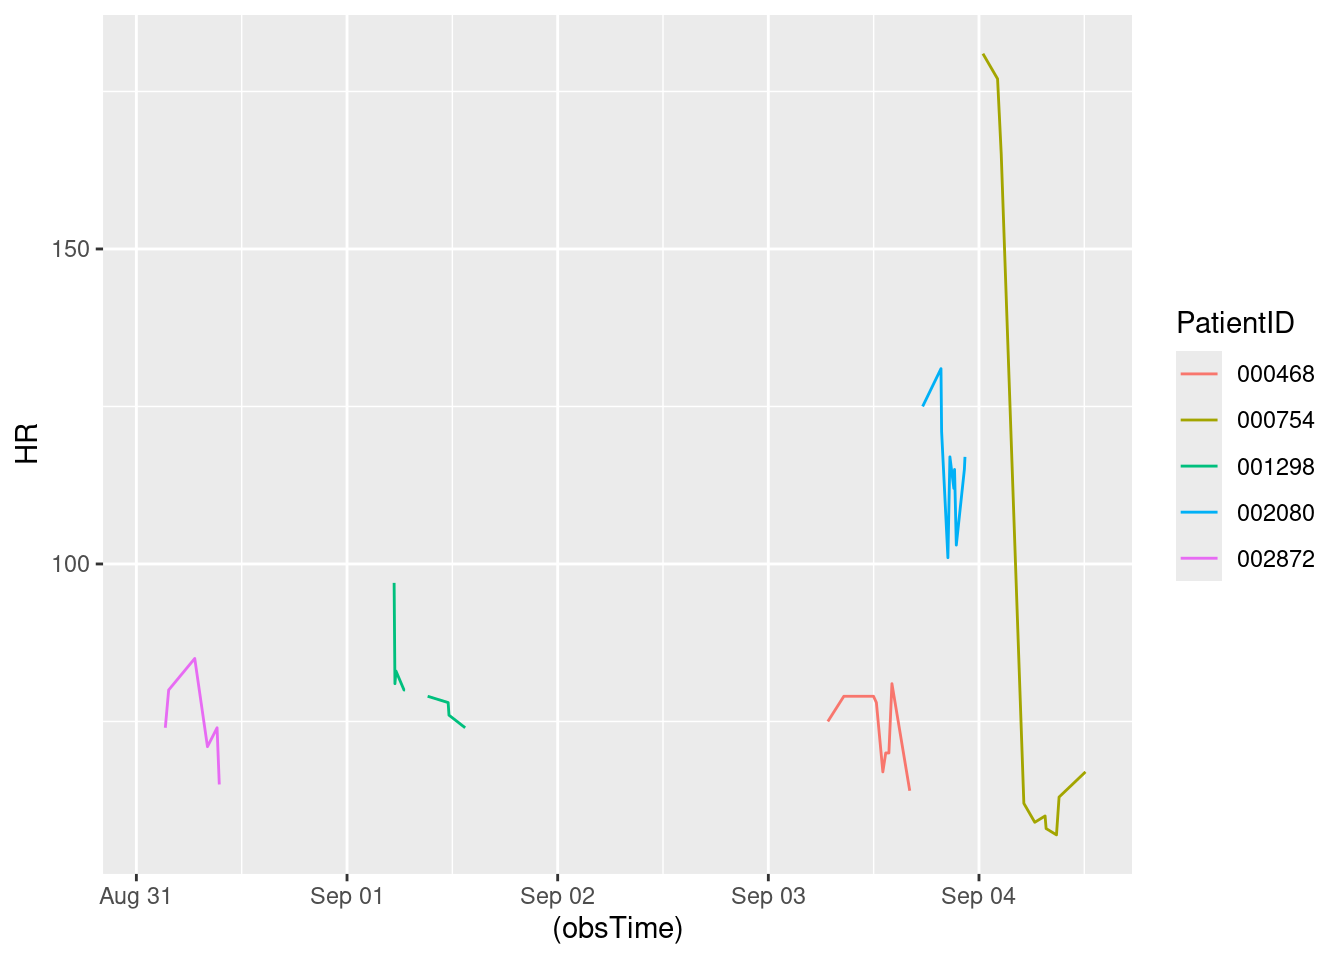 HR
150
100
Aug 31
Sep 01
Sep 02
Sep 03
Sep 04
(obsTime)
PatientID
000468
000754
001298
002080
002872